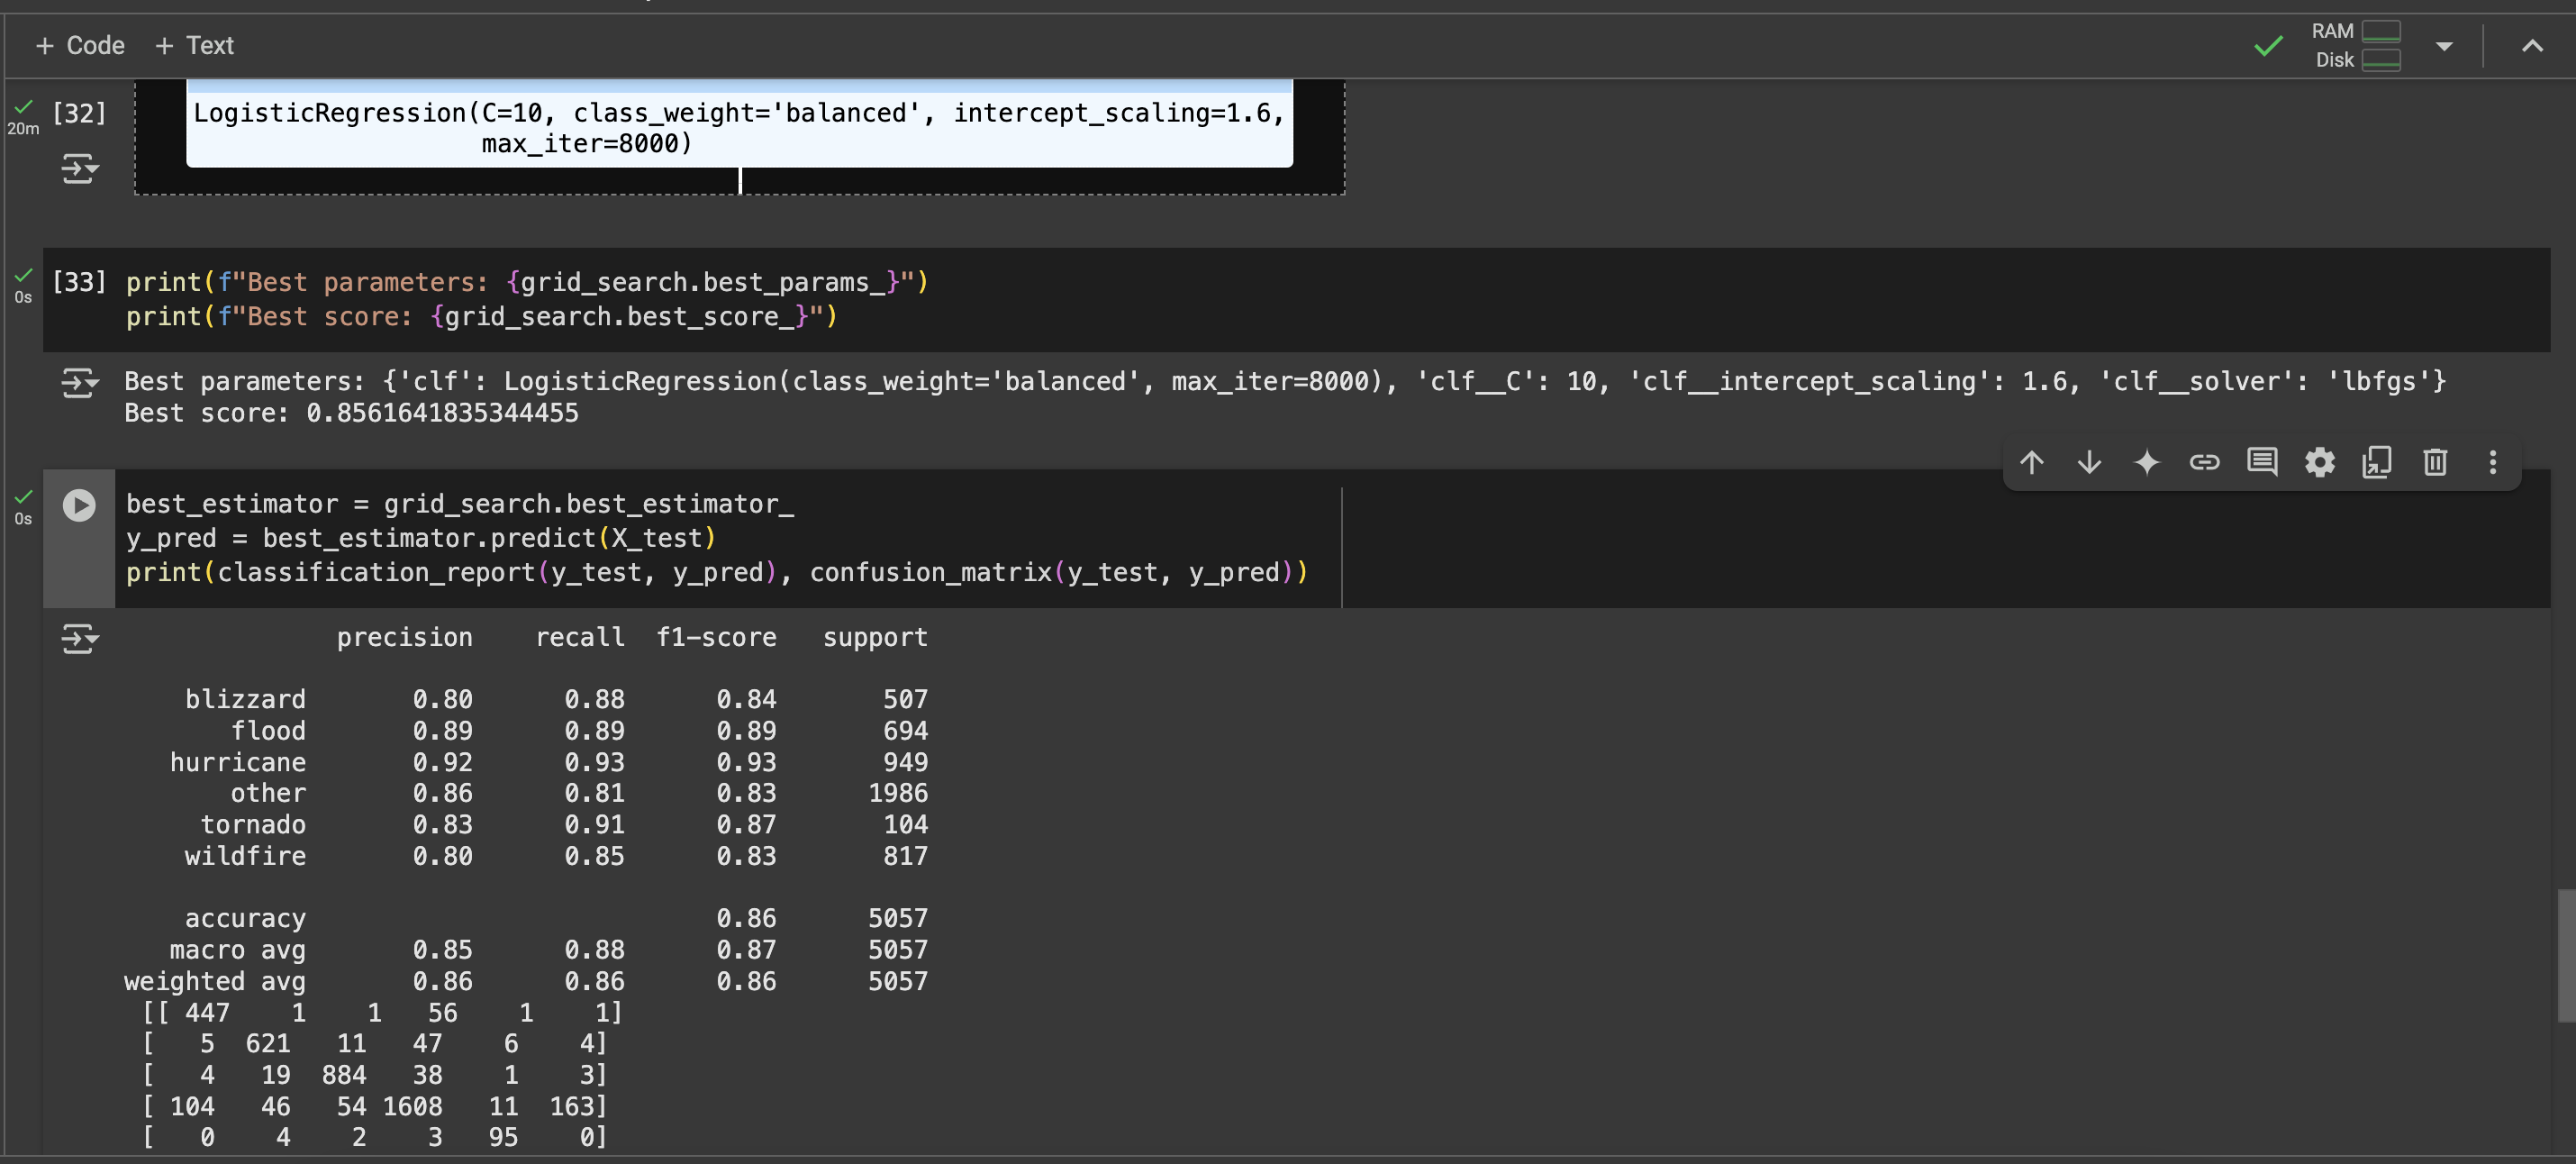 + Code + Text
RAM
Disk
20m
[32]
LogisticRegression(C=10, class_weight='balanced', intercept_scaling=1.6,
max_iter=8000)
0s
[33] print(f"Best parameters: {grid_search.best_params_}")
print(f"Best score: {grid_search.best_score_}")
Best parameters: {'clf': LogisticRegression(class_weight='balanced', max_iter=8000), 'clf__C': 10, 'clf__intercept_scaling': 1.6, 'clf__solver': 'lbfgs'}
Best score: 0.8561641835344455
0s
best_estimator = grid_search.best_estimator_
y_pred = best_estimator.predict(X_test)
print(classification_report(y_test, y_pred), confusion_matrix(y_test, y_pred))
precision recall f1-score support
blizzard 0.80 0.88 0.84 507
flood 0.89 0.89 0.89 694
hurricane 0.92 0.93 0.93 949
other 0.86 0.81 0.83 1986
tornado 0.83 0.91 0.87 104
wildfire 0.80 0.85 0.83 817
accuracy 0.86 5057
macro avg 0.85 0.88 0.87 5057
weighted avg 0.86 0.86 0.86 5057
[[ 447 1 1 56 1 1]
[ 5 621 11 47 6 4]
[ 4 19 884 38 1 3]
[ 104 46 54 1608 11 163]
[ 0 4 2 3 95 0]